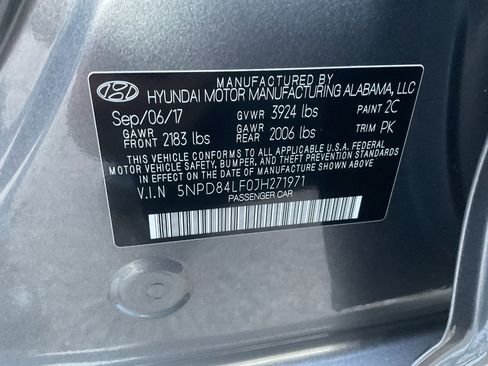 MANUFACTURED BY
HYUNDAI MOTOR MANUFACTURING ALABAMA, LLC
Sep/06/17 GVWR 3924 lbs PAINT 2C
GAWR FRONT 2183 lbs GAWR REAR 2006 lbs TRIM PK
THIS VEHICLE CONFORMS TO ALL APPLICABLE U.S. FEDERAL
MOTOR VEHICLE SAFETY, BUMPER, AND THEFT PREVENTION STANDARDS
IN EFFECT ON THE DATE OF MANUFACTURE SHOWN ABOVE.
V.I.N 5NPD84LF0JH271971
PASSENGER CAR